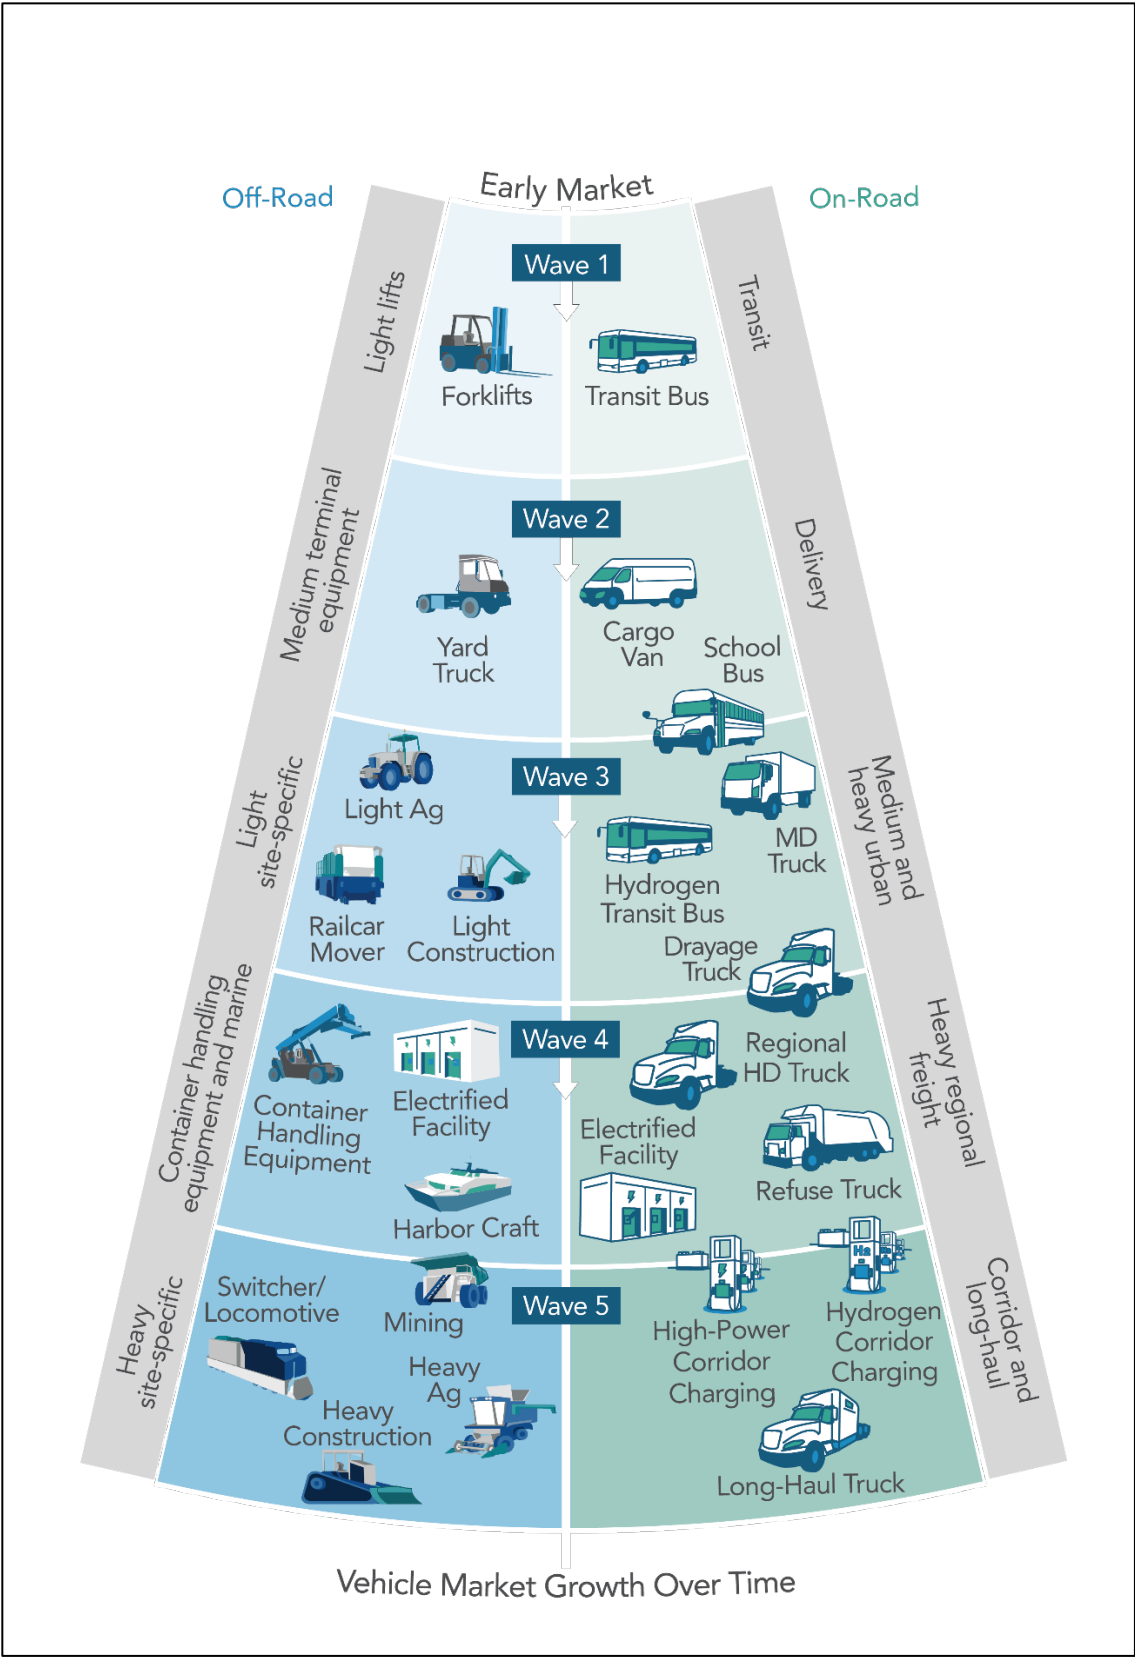 Early Market
Off-Road
On-Road
Wave 1
Light lifts
Forklifts
Transit Bus
Transit
Wave 2
Medium terminal
equipment
Yard
Truck
Cargo
Van
School
Bus
Delivery
Wave 3
Light
site-specific
Light Ag
Railcar
Mover
Light
Construction
MD
Truck
Hydrogen
Transit Bus
Drayage
Truck
Medium and
heavy urban
Wave 4
Container handling
equipment and marine
Container
Handling
Equipment
Electrified
Facility
Harbor Craft
Regional
HD Truck
Electrified
Facility
Refuse Truck
Heavy regional
freight
Wave 5
Heavy
site-specific
Switcher/
Locomotive
Mining
Heavy
Ag
Heavy
Construction
H2
High-Power
Corridor
Charging
Hydrogen
Corridor
Charging
Long-Haul Truck
Corridor and
long-haul
Vehicle Market Growth Over Time